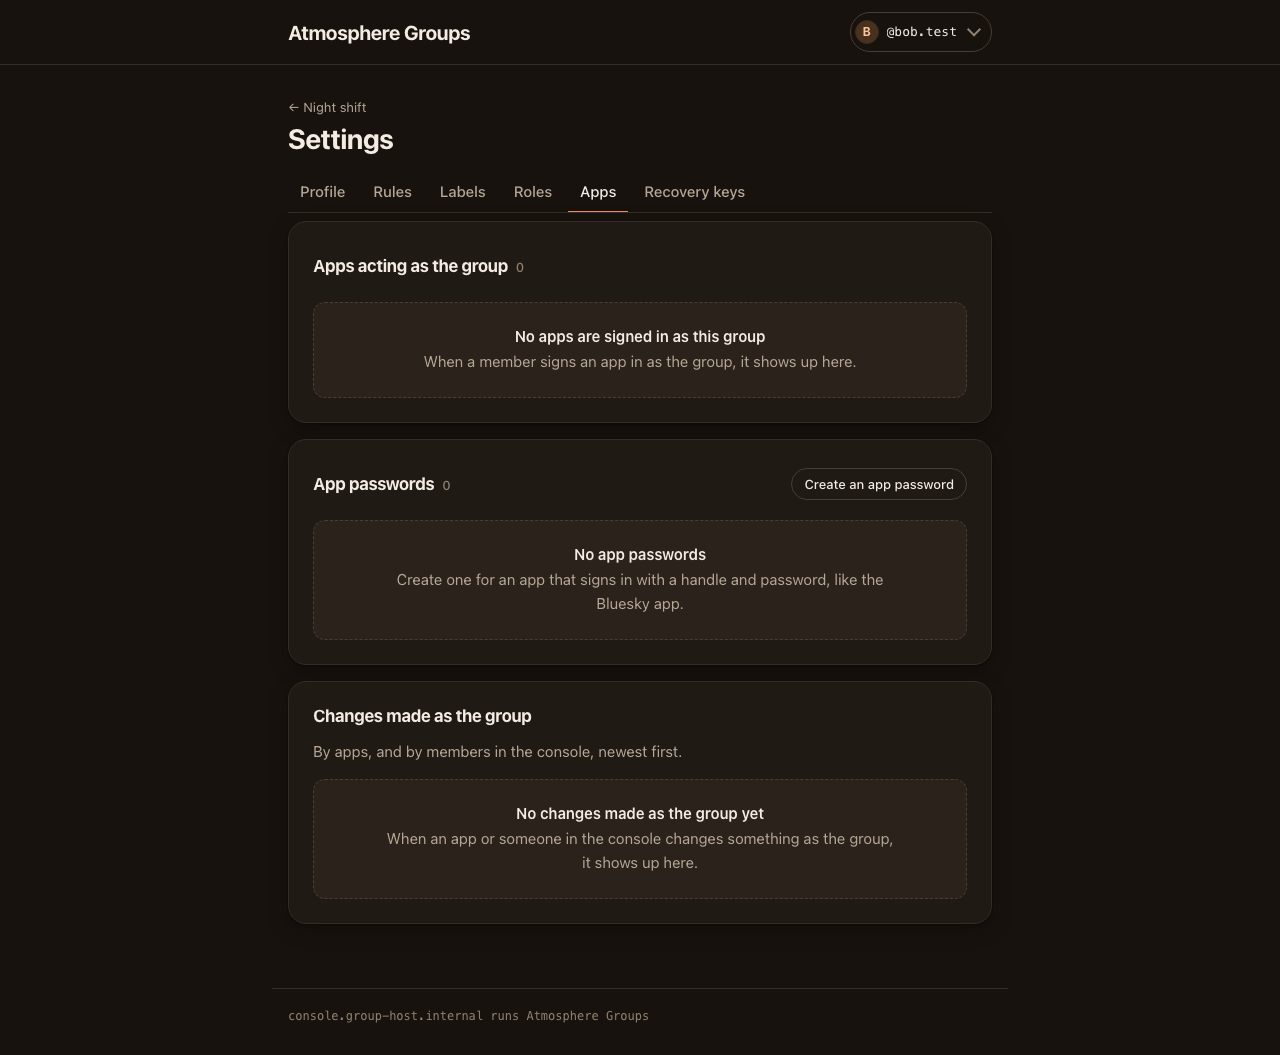 Atmosphere Groups
B @bob.test
← Night shift
Settings
Profile Rules Labels Roles Apps Recovery keys
Apps acting as the group 0
No apps are signed in as this group
When a member signs an app in as the group, it shows up here.
App passwords 0 Create an app password
No app passwords
Create one for an app that signs in with a handle and password, like the
Bluesky app.
Changes made as the group
By apps, and by members in the console, newest first.
No changes made as the group yet
When an app or someone in the console changes something as the group,
it shows up here.
console.group-host.internal runs Atmosphere Groups